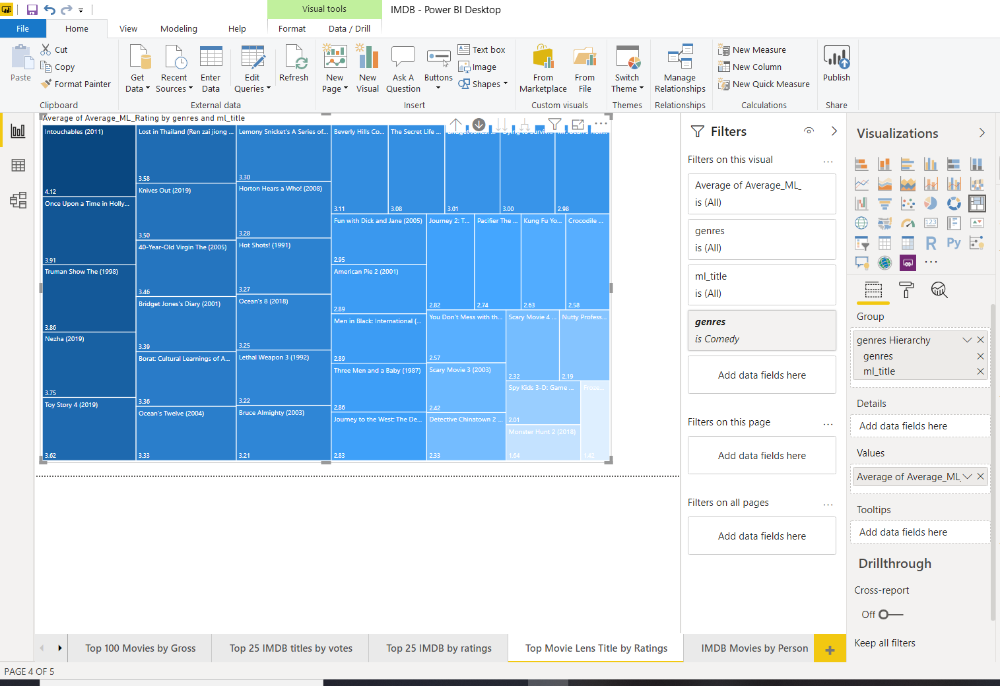 Visual tools
IMDB - Power BI Desktop
File
Home
View
Modeling
Help
Format
Data / Drill
Paste
Cut
Copy
Format Painter
Clipboard
Get Data
Recent Sources
Enter Data
External data
Edit Queries
Refresh
New Page
New Visual
Ask A Question
Buttons
Text box
Image
Shapes
Insert
From Marketplace
From File
Custom visuals
Switch Theme
Themes
Manage Relationships
Relationships
New Measure
New Column
New Quick Measure
Calculations
Publish
Share
Average of Average_ML_Rating by genres and ml_title
Intouchables (2011)
4.12
Once Upon a Time in Holly...
3.91
Truman Show The (1998)
3.86
Nezha (2019)
3.75
Toy Story 4 (2019)
3.62
Lost in Thailand (Ren zai jiong ...
3.58
Knives Out (2019)
3.50
40-Year-Old Virgin The (2005)
3.46
Bridget Jones's Diary (2001)
3.39
Borat: Cultural Learnings of A...
3.36
Ocean's Twelve (2004)
3.33
Lemony Snicket's A Series of...
3.30
Horton Hears a Who! (2008)
3.28
Hot Shots! (1991)
3.27
Ocean's 8 (2018)
3.25
Lethal Weapon 3 (1992)
3.22
Bruce Almighty (2003)
3.21
Beverly Hills Co...
3.11
The Secret Life ...
3.08
3.01
3.00
2.98
Fun with Dick and Jane (2005)
2.95
American Pie 2 (2001)
2.89
Men in Black: International (...
2.89
Three Men and a Baby (1987)
2.86
Journey to the West: The De...
2.83
Journey 2: T...
2.82
Pacifier The ...
2.74
Kung Fu Yo...
2.63
Crocodile ...
2.58
You Don't Mess with th...
2.57
Scary Movie 3 (2003)
2.42
Detective Chinatown 2 ...
2.33
Scary Movie 4 ...
2.32
Nutty Profess...
2.19
Spy Kids 3-D: Game ...
2.01
Monster Hunt 2 (2018)
1.64
Froze...
1.42
Filters
Filters on this visual
...
Average of Average_ML_
is (All)
genres
is (All)
ml_title
is (All)
genres
is Comedy
Add data fields here
Filters on this page
...
Add data fields here
Filters on all pages
...
Add data fields here
Visualizations
123
R
Py
Group
genres Hierarchy
genres
ml_title
Details
Add data fields here
Values
Average of Average_ML_
Tooltips
Add data fields here
Drillthrough
Cross-report
Off
Keep all filters
Top 100 Movies by Gross
Top 25 IMDB titles by votes
Top 25 IMDB by ratings
Top Movie Lens Title by Ratings
IMDB Movies by Person
PAGE 4 OF 5